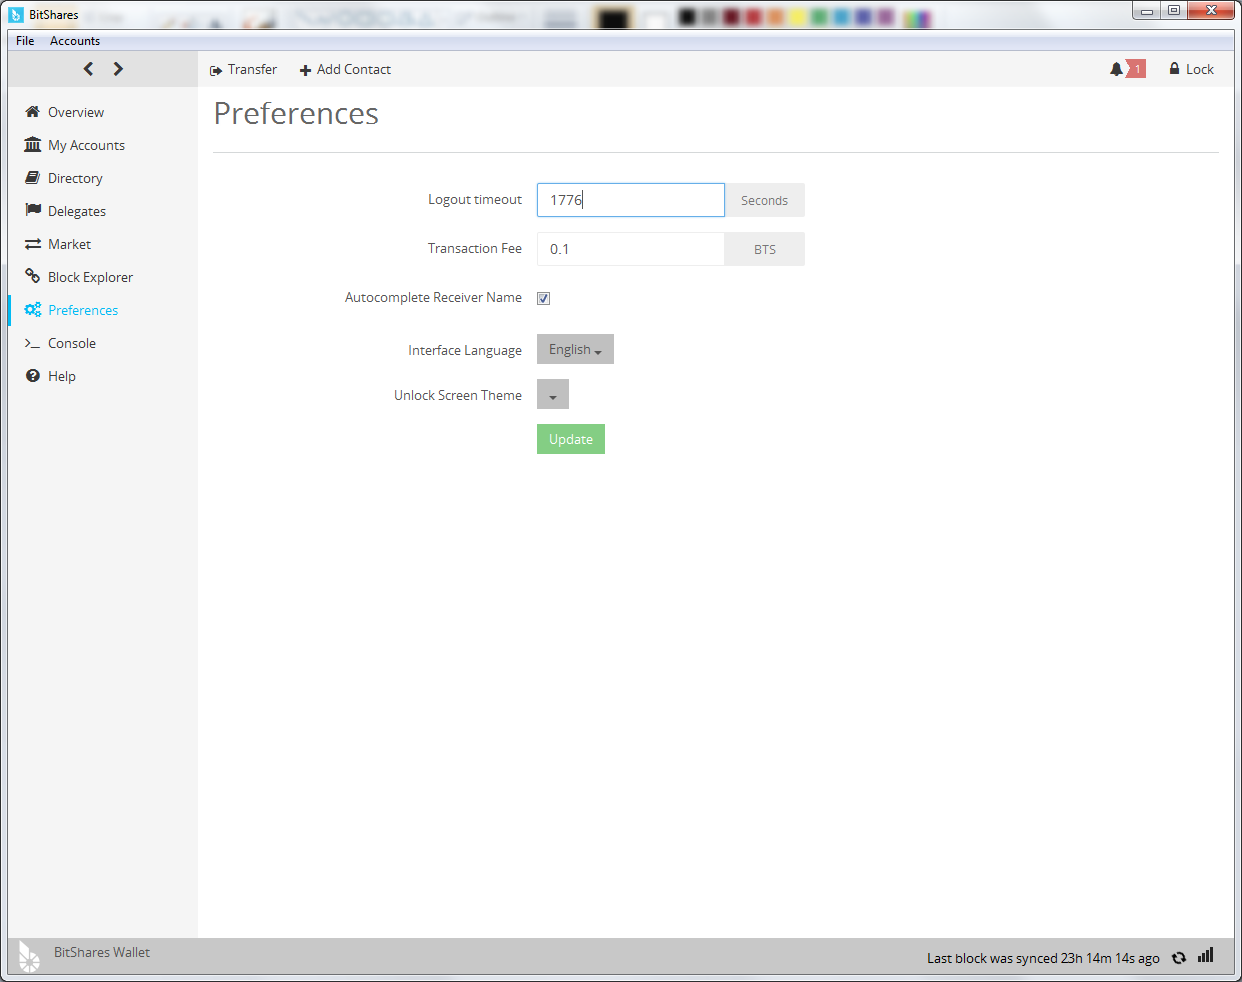 BitShares
File Accounts
Transfer Add Contact 1 Lock
Overview
My Accounts
Directory
Delegates
Market
Block Explorer
Preferences
Console
Help
Preferences
Logout timeout 1776 Seconds
Transaction Fee 0.1 BTS
Autocomplete Receiver Name
Interface Language English
Unlock Screen Theme
Update
BitShares Wallet
Last block was synced 23h 14m 14s ago